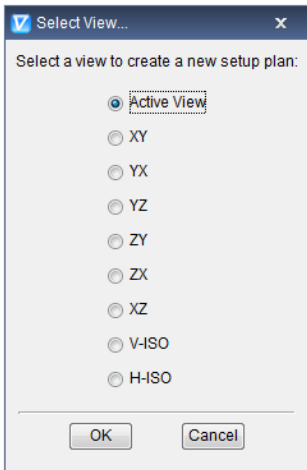 Select View...
Select a view to create a new setup plan:
Active View
XY
YX
YZ
ZY
ZX
XZ
V-ISO
H-ISO
OK Cancel